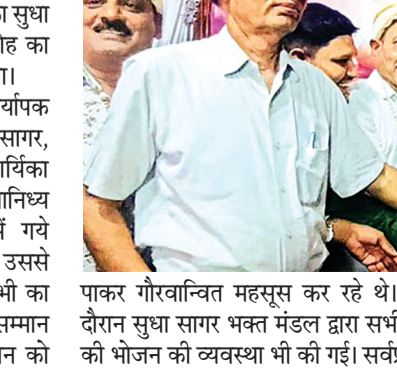 सुधा
का
र्यापक
सागर,
र्यिका
ानिध्य
गये
उससे
भी का
सम्मान
को
पाकर गौरवान्वित महसूस कर रहे थे।
दौरान सुधा सागर भक्त मंडल द्वारा सभी
की भोजन की व्यवस्था भी की गई।